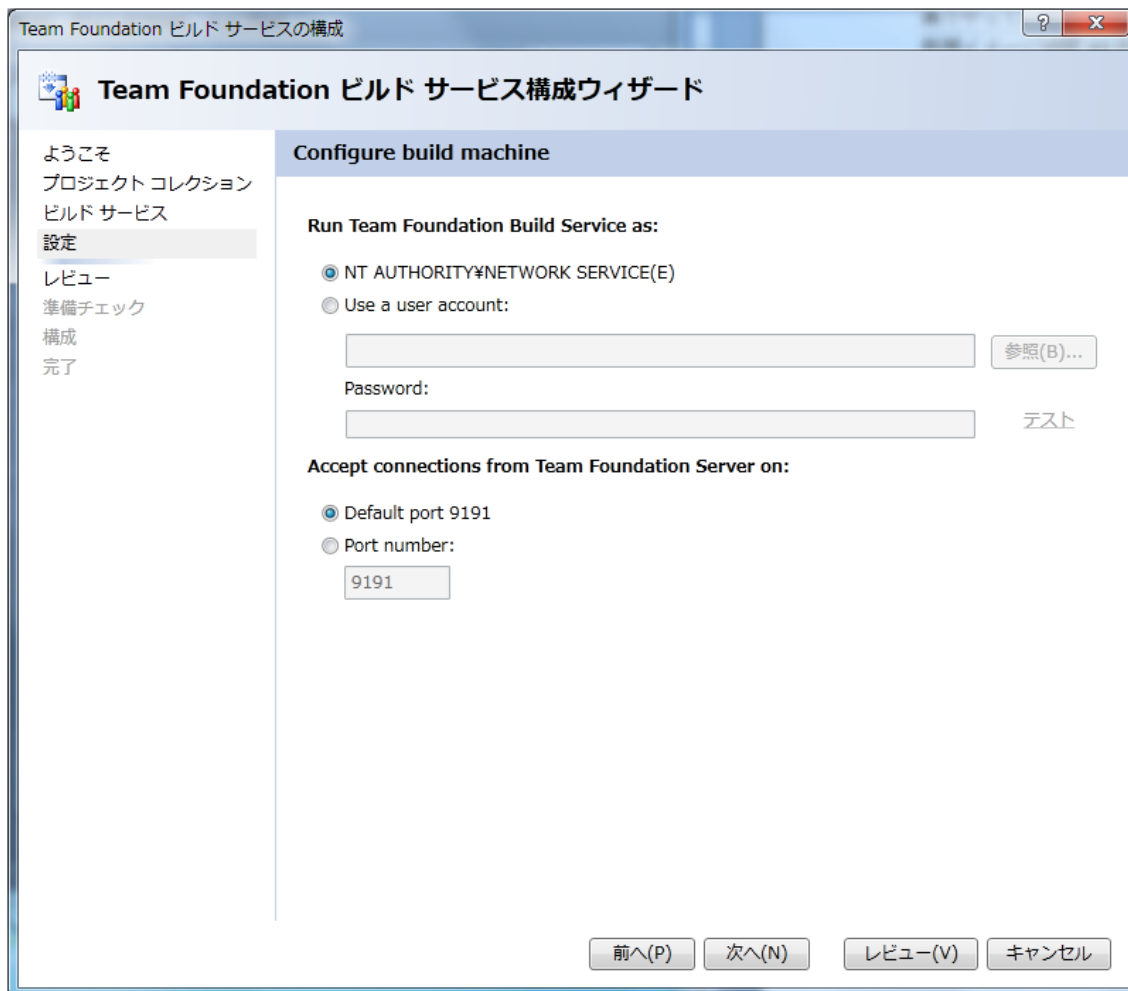 Team Foundation ビルド サービスの構成
Team Foundation ビルド サービス構成ウィザード
ようこそ
プロジェクト コレクション
ビルド サービス
設定
レビュー
準備チェック
構成
完了
Configure build machine
Run Team Foundation Build Service as:
NT AUTHORITY¥NETWORK SERVICE(E)
Use a user account:
参照(B)...
Password:
テスト
Accept connections from Team Foundation Server on:
Default port 9191
Port number:
9191
前へ(P)
次へ(N)
レビュー(V)
キャンセル